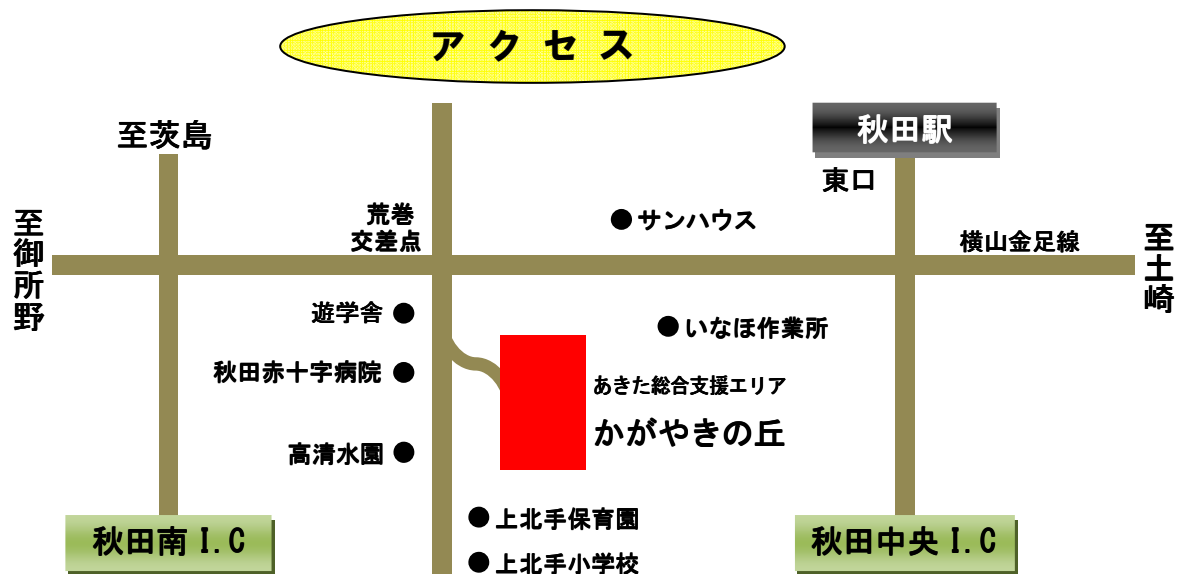 アクセス
秋田駅
至茨島
東口
荒巻
交差点
サンハウス
至御所野
横山金足線
至土崎
遊学舎
いなほ作業所
秋田赤十字病院
あきた総合支援エリア
かがやきの丘
高清水園
上北手保育園
秋田南I.C
秋田中央I.C
上北手小学校